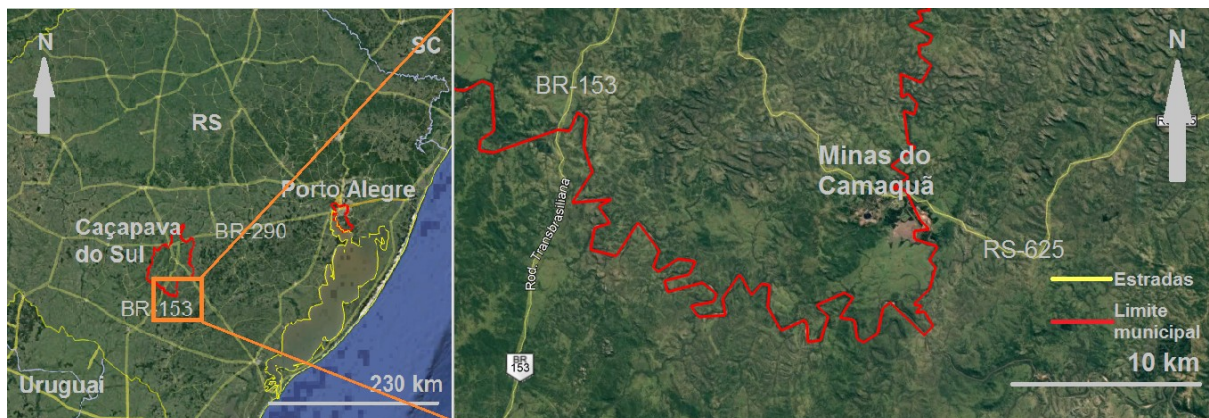 N
SC
RS
Porto Alegre
Caçapava
do Sul
BR-290
BR-153
Uruguai
230 km
BR-153
Rod. Transbrasiliana
BR
153
N
Minas do
Camaquã
RS-625
Estradas
Limite
municipal
10 km